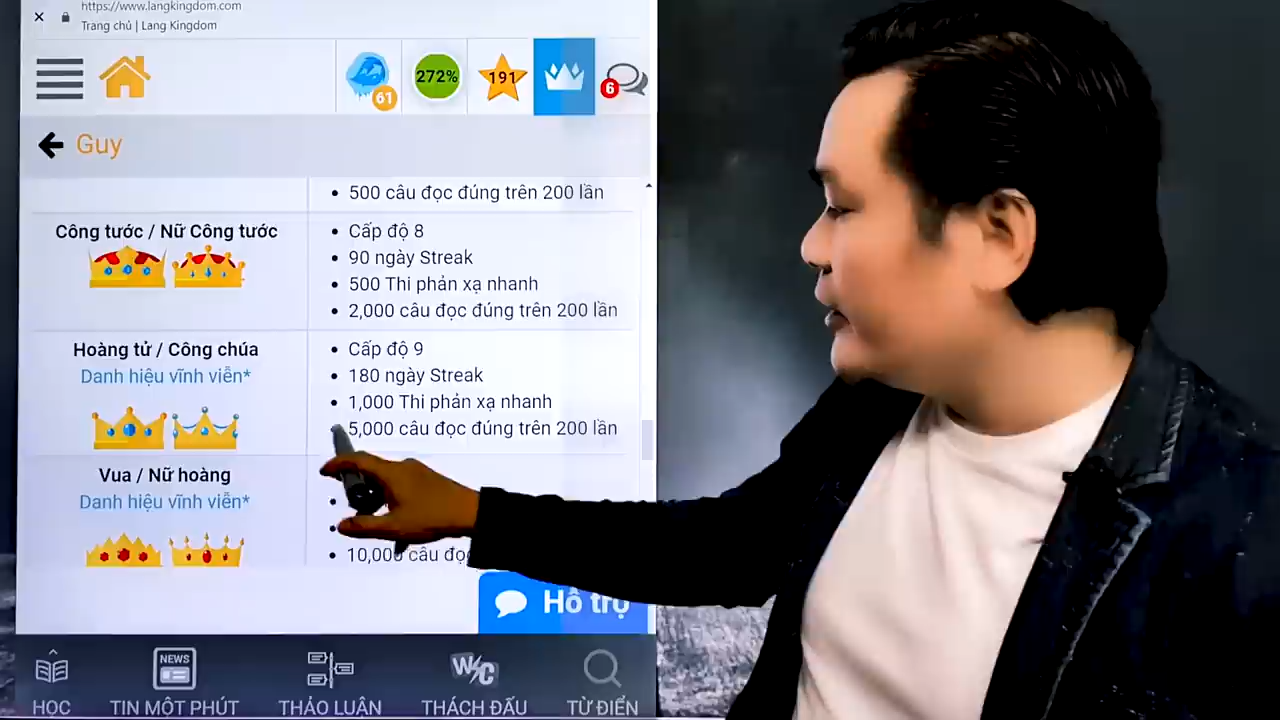 https://www.langkingdom.com
Trang chủ | Lang Kingdom
61
272%
191
6
Guy
500 câu đọc đúng trên 200 lần
Công tước / Nữ Công tước
Cấp độ 8
90 ngày Streak
500 Thi phản xạ nhanh
2,000 câu đọc đúng trên 200 lần
Hoàng tử / Công chúa
Danh hiệu vĩnh viễn*
Cấp độ 9
180 ngày Streak
1,000 Thi phản xạ nhanh
5,000 câu đọc đúng trên 200 lần
Vua / Nữ hoàng
Danh hiệu vĩnh viễn*
10,000 câu đọc
Hỗ trợ
NEWS
W/C
HỌC
TIN MỘT PHÚT
THẢO LUẬN
THÁCH ĐẤU
TỪ ĐIỂN